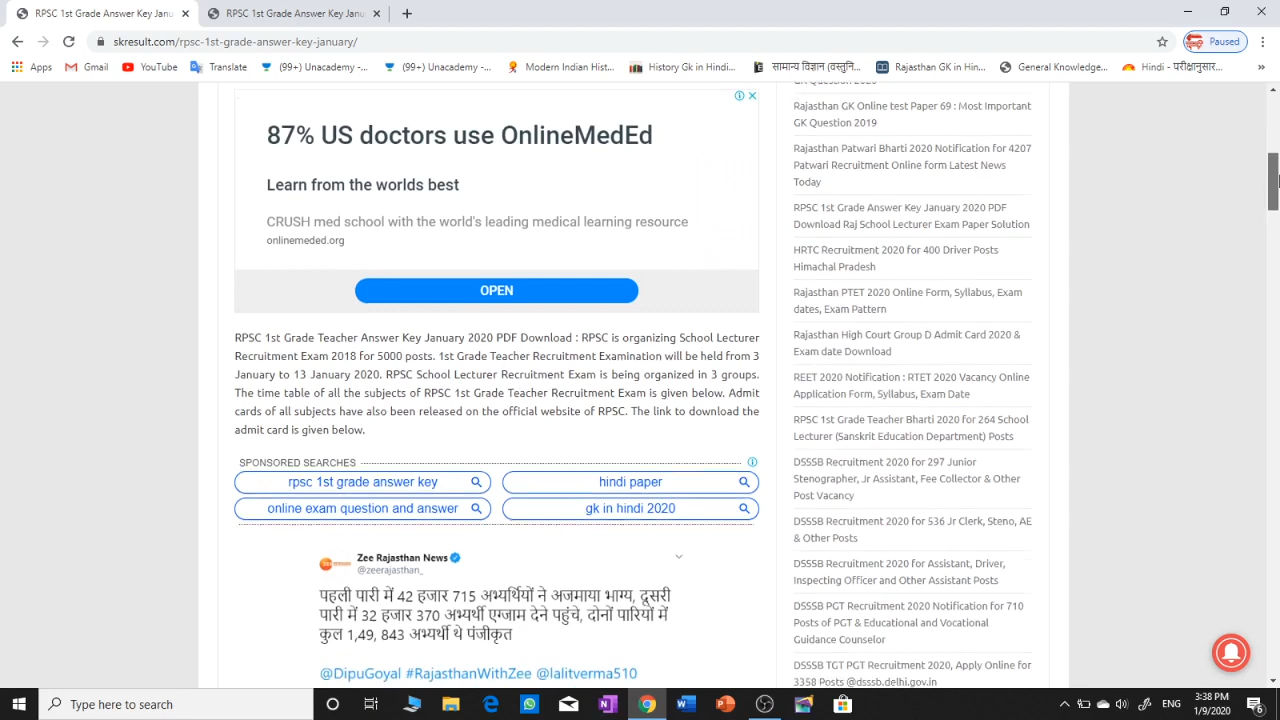 RPSC 1st Grade Answer Key Janu
RPSC 1st Grade Answer Key Janu
skresult.com/rpsc-1st-grade-answer-key-january/
Paused
Apps
Gmail
YouTube
Translate
(99+) Unacademy -...
(99+) Unacademy -...
Modern Indian Hist...
History Gk in Hindi...
सामान्य विज्ञान (वस्तुनि...
Rajasthan GK in Hin...
General Knowledge...
Hindi - परीक्षानुसार...
»
87% US doctors use OnlineMedEd
Learn from the worlds best
CRUSH med school with the world's leading medical learning resource
onlinemeded.org
OPEN
RPSC 1st Grade Teacher Answer Key January 2020 PDF Download : RPSC is organizing School Lecturer
Recruitment Exam 2018 for 5000 posts. 1st Grade Teacher Recruitment Examination will be held from 3
January to 13 January 2020. RPSC School Lecturer Recruitment Exam is being organized in 3 groups.
The time table of all the subjects of RPSC 1st Grade Teacher Recruitment Exam is given below. Admit
cards of all subjects have also been released on the official website of RPSC. The link to download the
admit card is given below.
SPONSORED SEARCHES
rpsc 1st grade answer key
hindi paper
online exam question and answer
gk in hindi 2020
Zee Rajasthan News
@zeerajasthan_
पहली पारी में 42 हजार 715 अभ्यर्थियों ने अजमाया भाग्य, दूसरी
पारी में 32 हजार 370 अभ्यर्थी एग्जाम देने पहुंचे, दोनों पारियों में
कुल 1,49, 843 अभ्यर्थी थे पंजीकृत
@DipuGoyal #RajasthanWithZee @lalitverma510
GK Question 2020
Rajasthan GK Online test Paper 69 : Most Important
GK Question 2019
Rajasthan Patwari Bharti 2020 Notification for 4207
Patwari Recruitment Online form Latest News
Today
RPSC 1st Grade Answer Key January 2020 PDF
Download Raj School Lecturer Exam Paper Solution
HRTC Recruitment 2020 for 400 Driver Posts
Himachal Pradesh
Rajasthan PTET 2020 Online Form, Syllabus, Exam
dates, Exam Pattern
Rajasthan High Court Group D Admit Card 2020 &
Exam date Download
REET 2020 Notification : RTET 2020 Vacancy Online
Application Form, Syllabus, Exam Date
RPSC 1st Grade Teacher Bharti 2020 for 264 School
Lecturer (Sanskrit Education Department) Posts
DSSSB Recruitment 2020 for 297 Junior
Stenographer, Jr Assistant, Fee Collector & Other
Post Vacancy
DSSSB Recruitment 2020 for 536 Jr Clerk, Steno, AE
& Other Posts
DSSSB Recruitment 2020 for Assistant, Driver,
Inspecting Officer and Other Assistant Posts
DSSSB PGT Recruitment 2020 Notification for 710
Posts of PGT & Educational and Vocational
Guidance Counselor
DSSSB TGT PGT Recruitment 2020, Apply Online for
3358 Posts @dsssb.delhi.gov.in
Type here to search
ENG
3:38 PM
1/9/2020
6